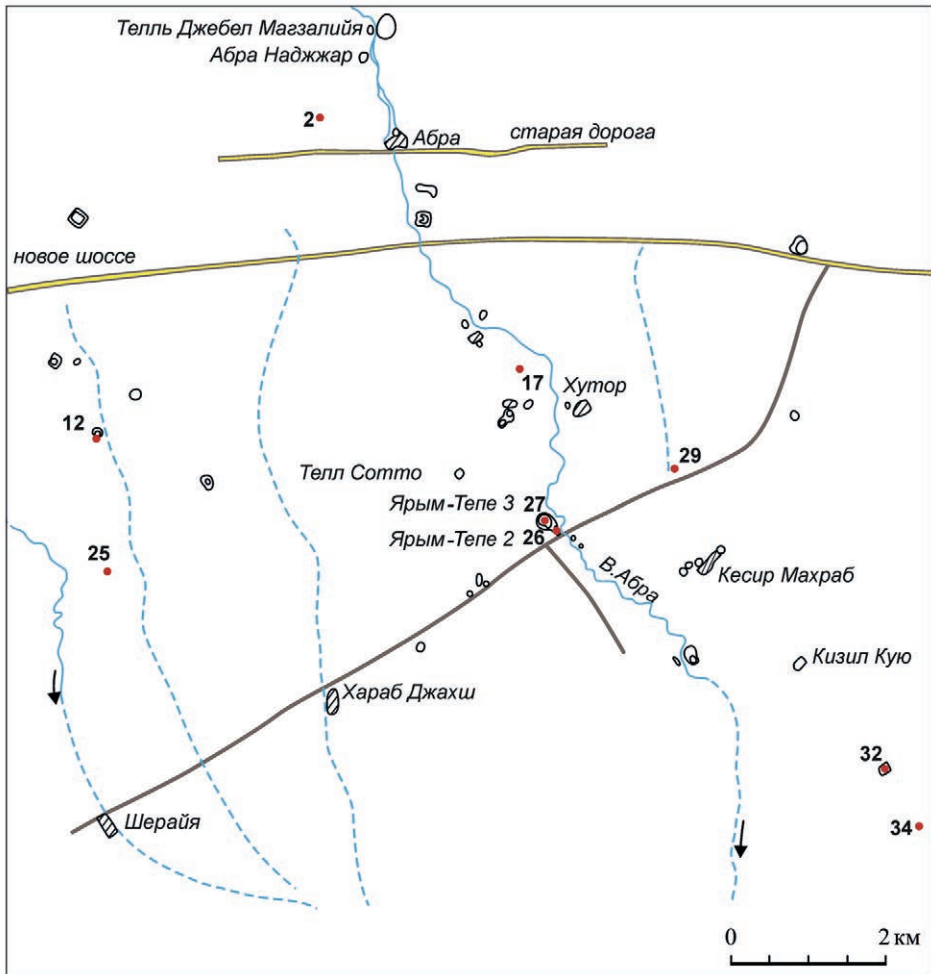 Телль Джебел Магзалийя
Абра Наджжар
2
Абра
старая дорога
новое шоссе
17
Хутор
12
29
Телл Сотто
Ярым-Тепе 3
27
Ярым-Тепе 2
26
25
В.Абра
Кесир Махраб
Кизил Кую
Хараб Джахш
32
Шерайя
34
0
2 км